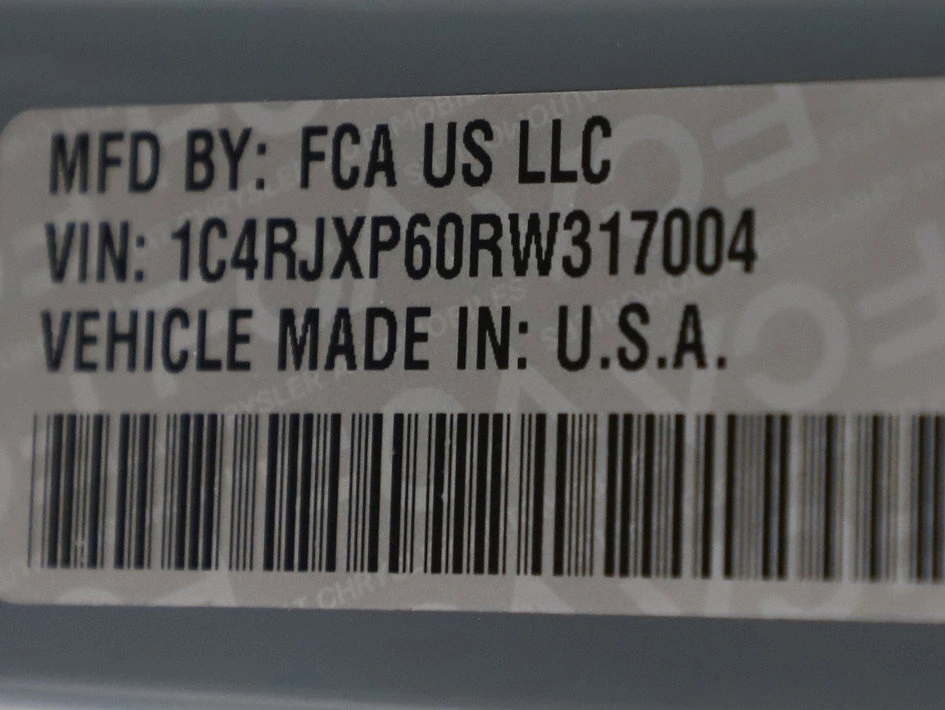 MFD BY: FCA US LLC
VIN: 1C4RJXP60RW317004
VEHICLE MADE IN: U.S.A.